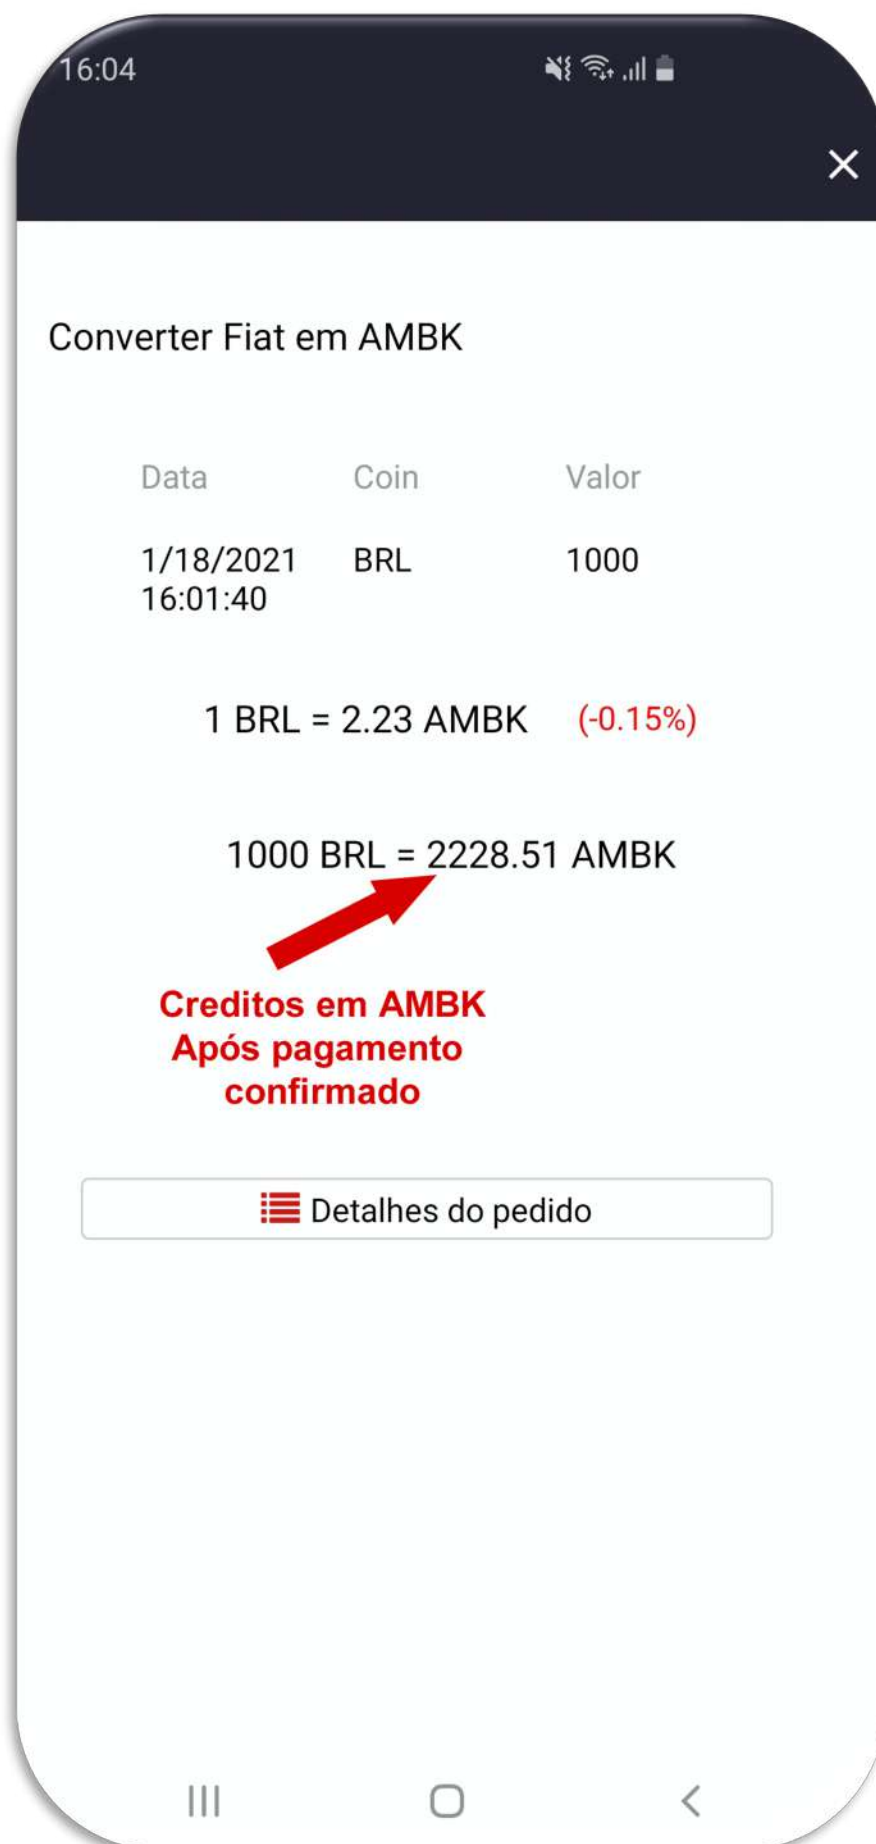 16:04
Converter Fiat em AMBK
Data Coin Valor
1/18/2021 BRL 1000
16:01:40
1 BRL = 2.23 AMBK (-0.15%)
1000 BRL = 2228.51 AMBK
Creditos em AMBK
Após pagamento
confirmado
Detalhes do pedido